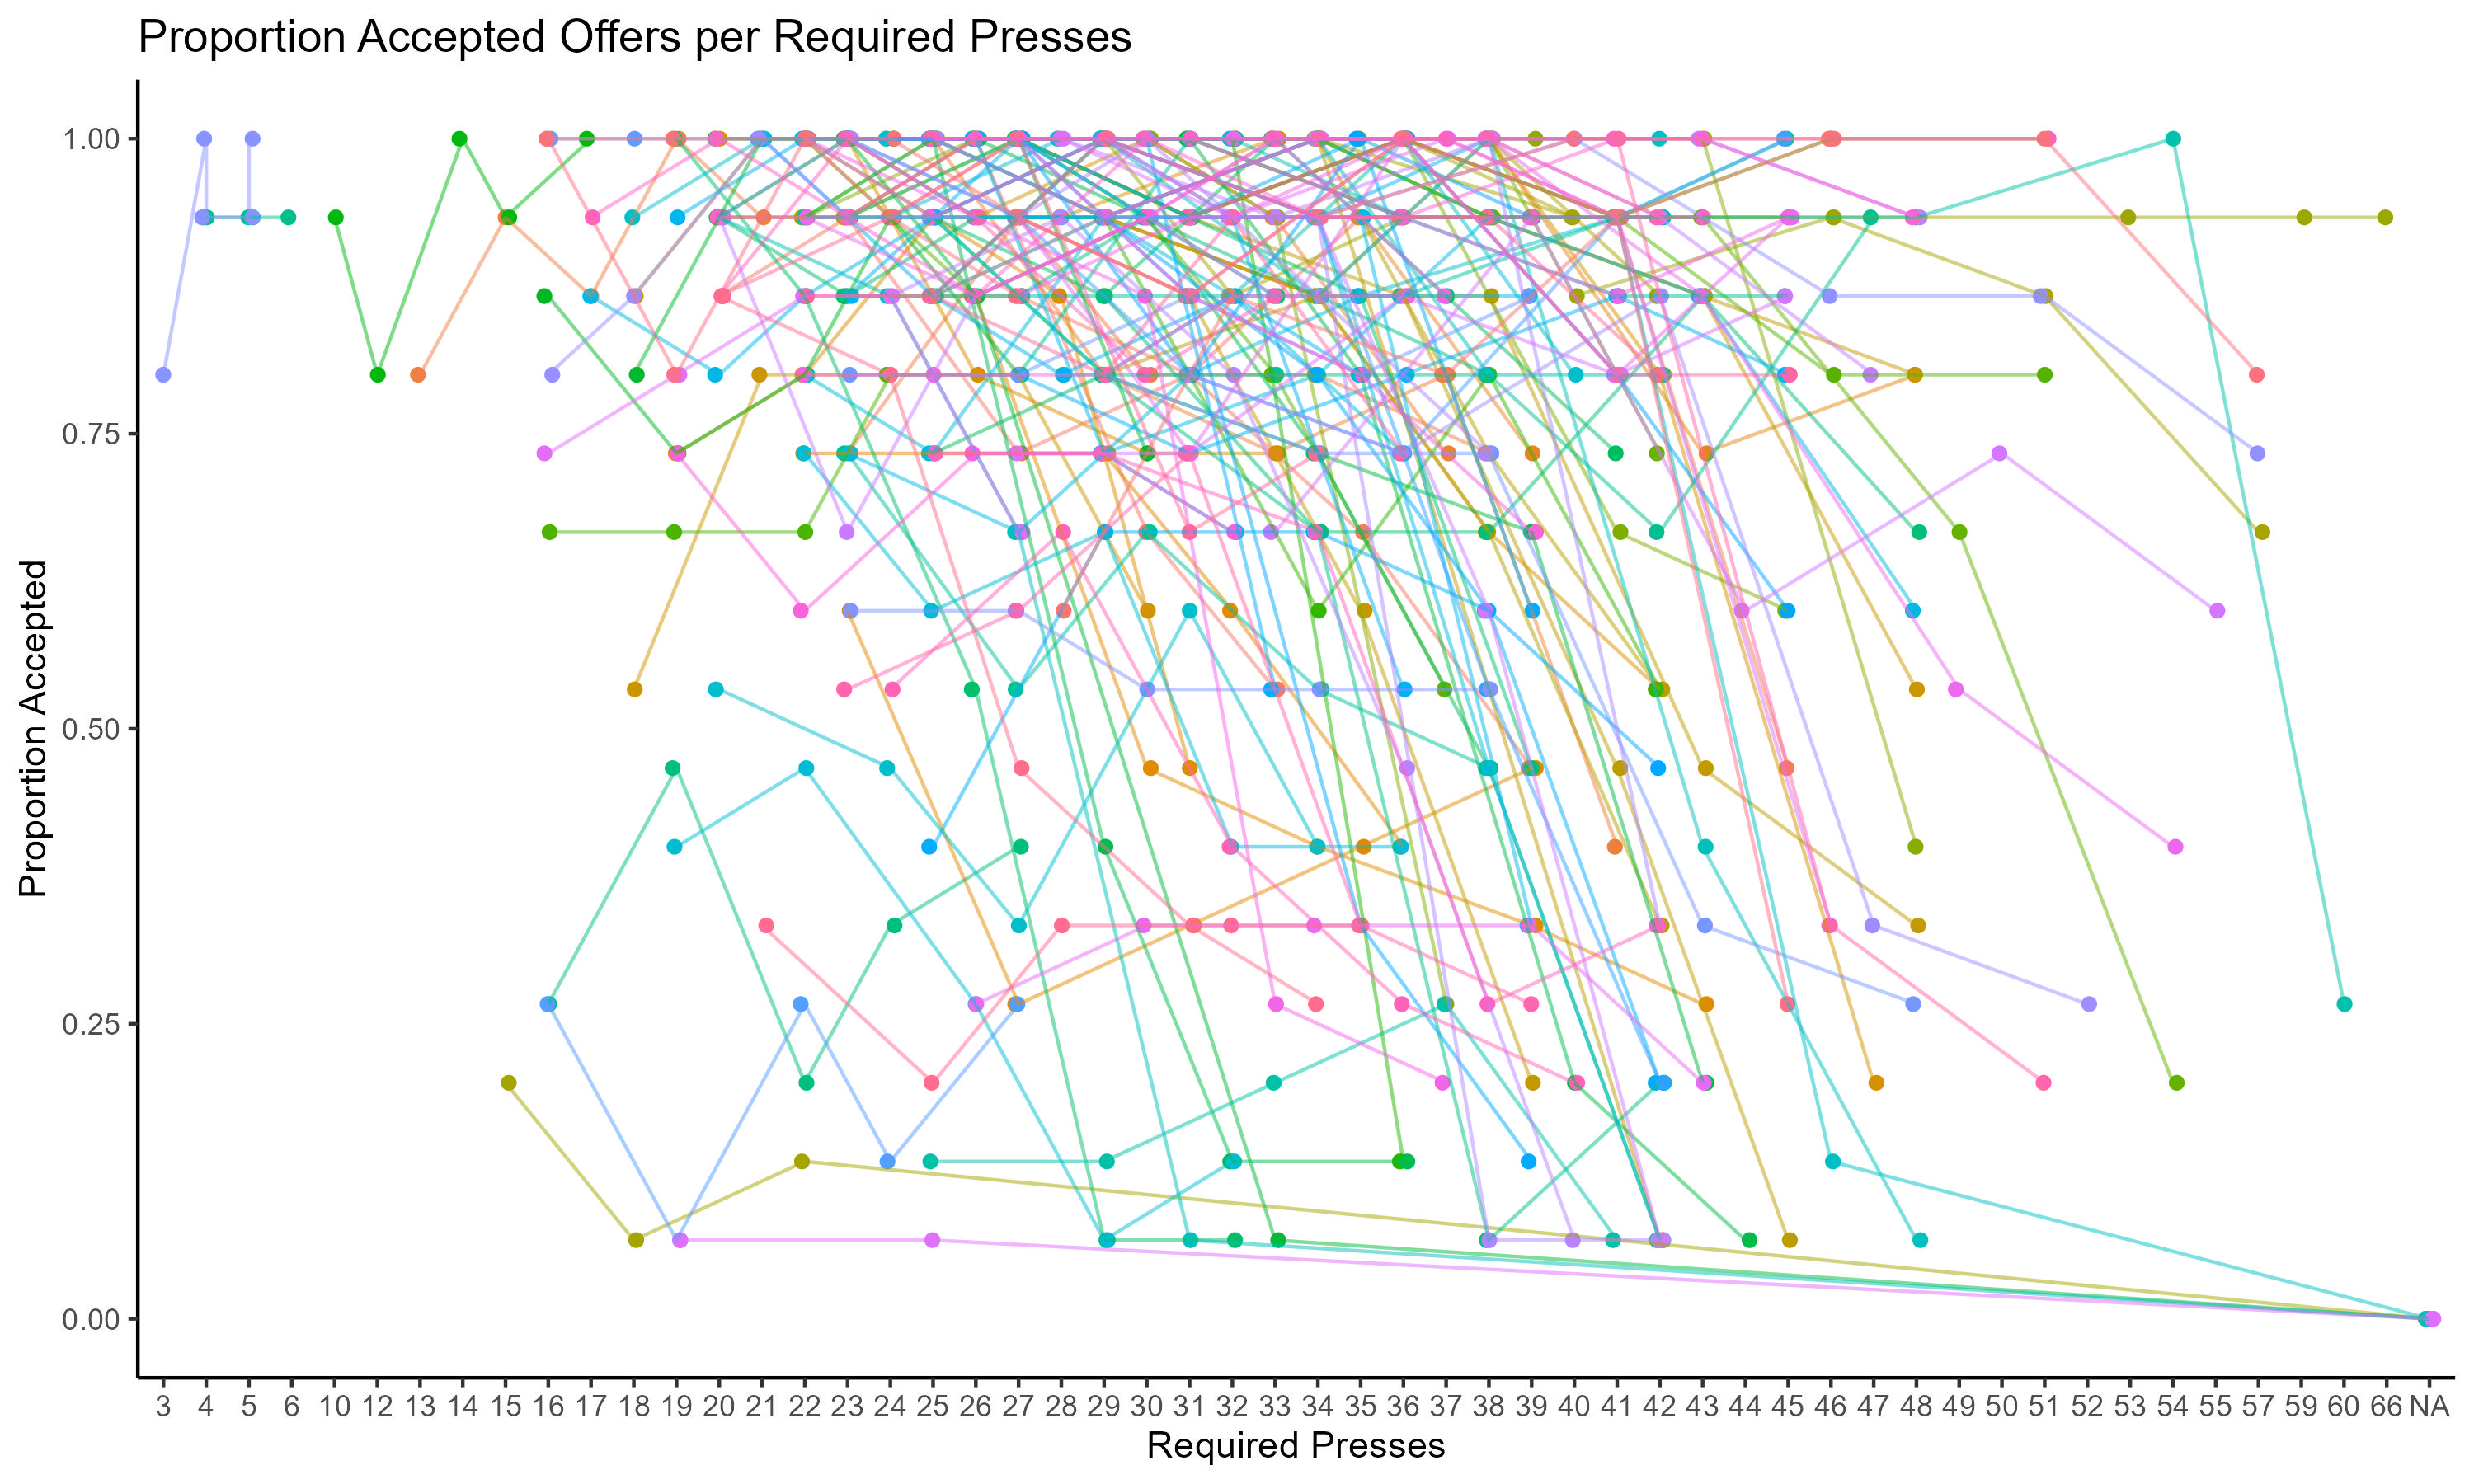 Proportion Accepted Offers per Required Presses
1.00
0.75
0.50
0.25
0.00
Proportion Accepted
3 4 5 6 10 12 13 14 15 16 17 18 19 20 21 22 23 24 25 26 27 28 29 30 31 32 33 34 35 36 37 38 39 40 41 42 43 44 45 46 47 48 49 50 51 52 53 54 55 57 59 60 66 NA
Required Presses